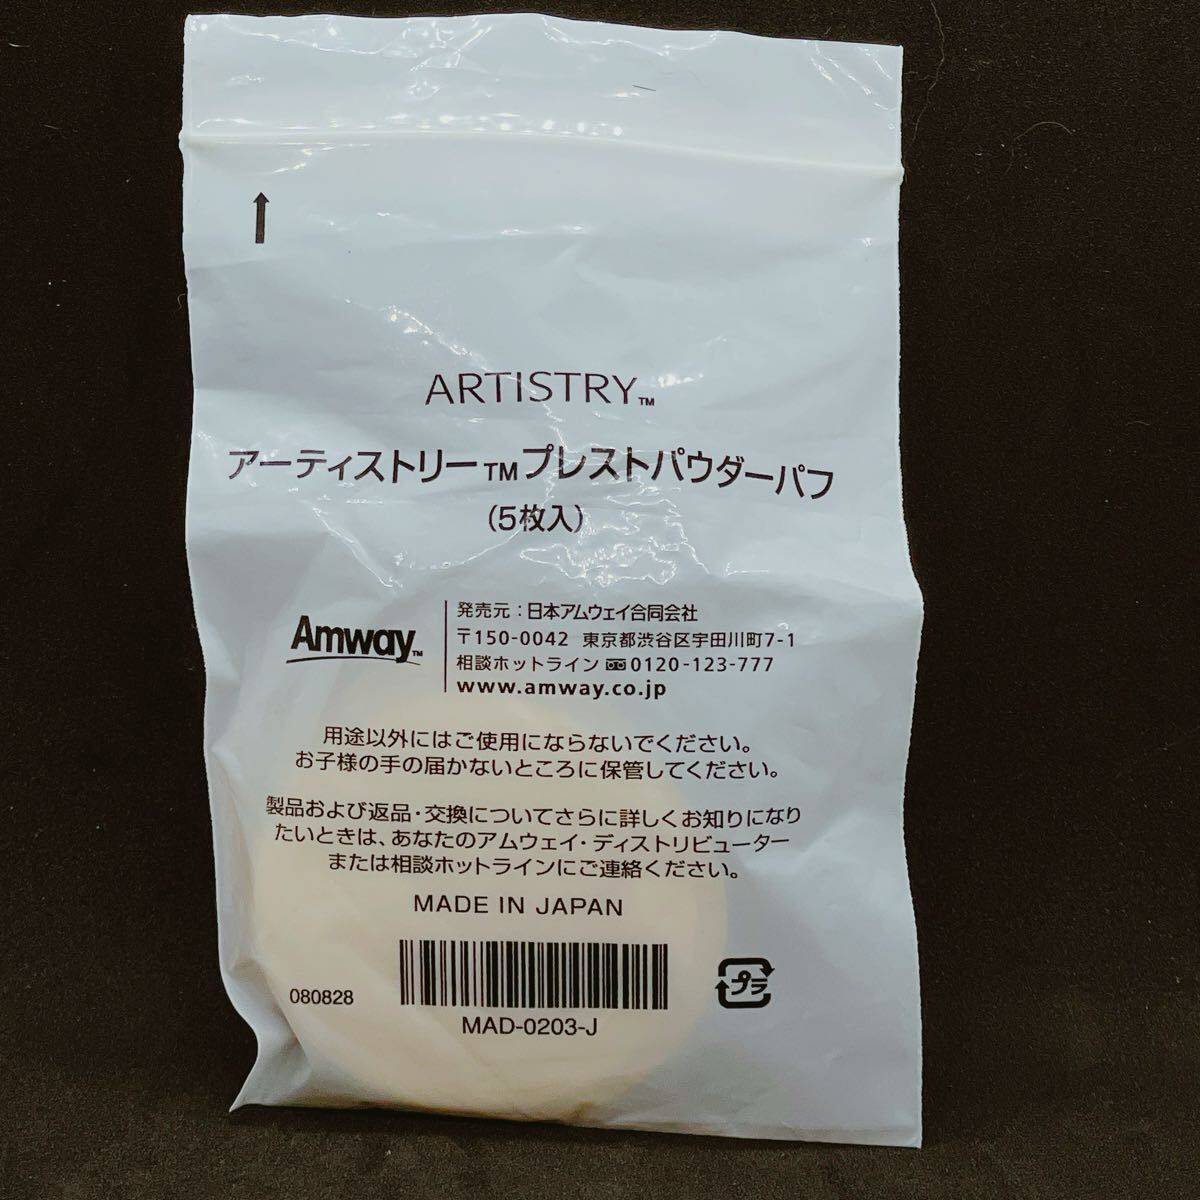 ARTISTRY™
アーティストリー™プレストパウダーパフ
(5枚入)
Amway™
発売元:日本アムウェイ合同会社
〒150-0042 東京都渋谷区宇田川町7-1
相談ホットライン 0120-123-777
www.amway.co.jp
用途以外にはご使用にならないでください。
お子様の手の届かないところに保管してください。
製品および返品・交換についてさらに詳しくお知りになり
たいときは、あなたのアムウェイ・ディストリビューター
または相談ホットラインにご連絡ください。
MADE IN JAPAN
080828
MAD-0203-J
プラ